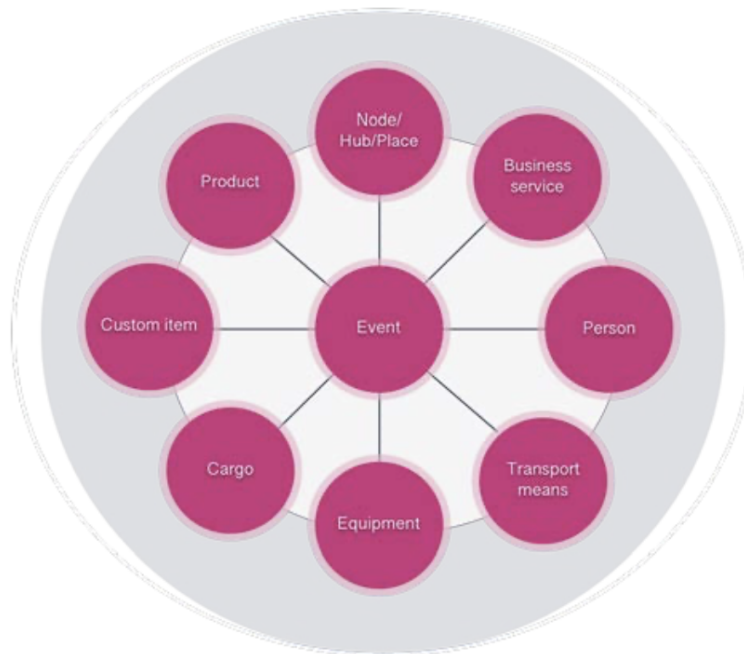 Node/
Hub/Place
Business
service
Product
Custom item
Event
Person
Cargo
Transport
means
Equipment